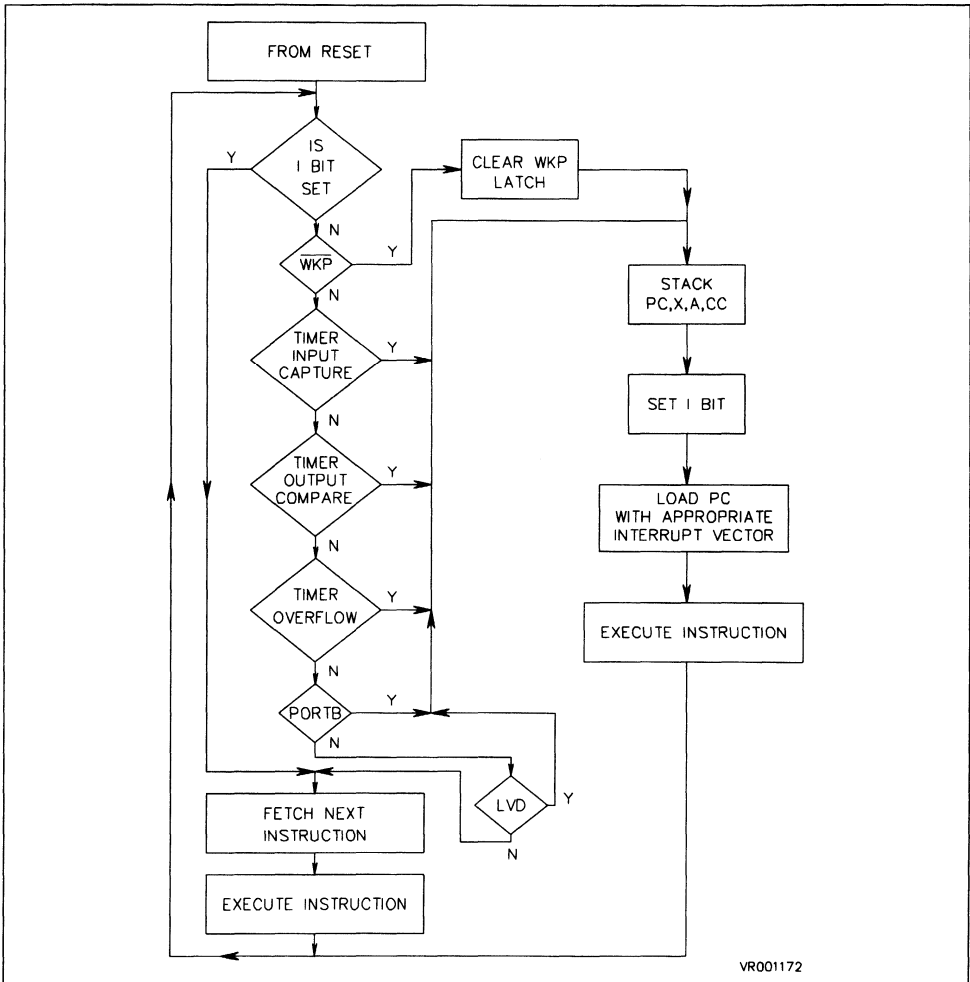 FROM RESET
IS
I BIT
SET
Y
N
CLEAR WKP
LATCH
WKP
Y
N
STACK
PC,X,A,CC
TIMER
INPUT
CAPTURE
Y
N
SET I BIT
TIMER
OUTPUT
COMPARE
Y
N
LOAD PC
WITH APPROPRIATE
INTERRUPT VECTOR
TIMER
OVERFLOW
Y
N
EXECUTE INSTRUCTION
PORTB
Y
N
LVD
Y
N
FETCH NEXT
INSTRUCTION
EXECUTE INSTRUCTION
VR001172